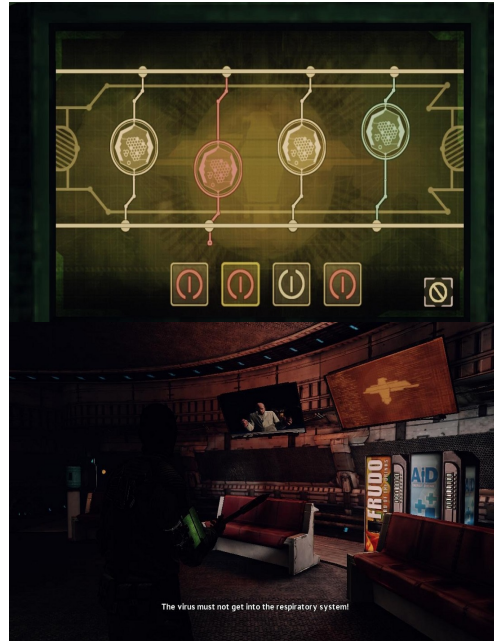 FRUDO
AiD
The virus must not get into the respiratory system!